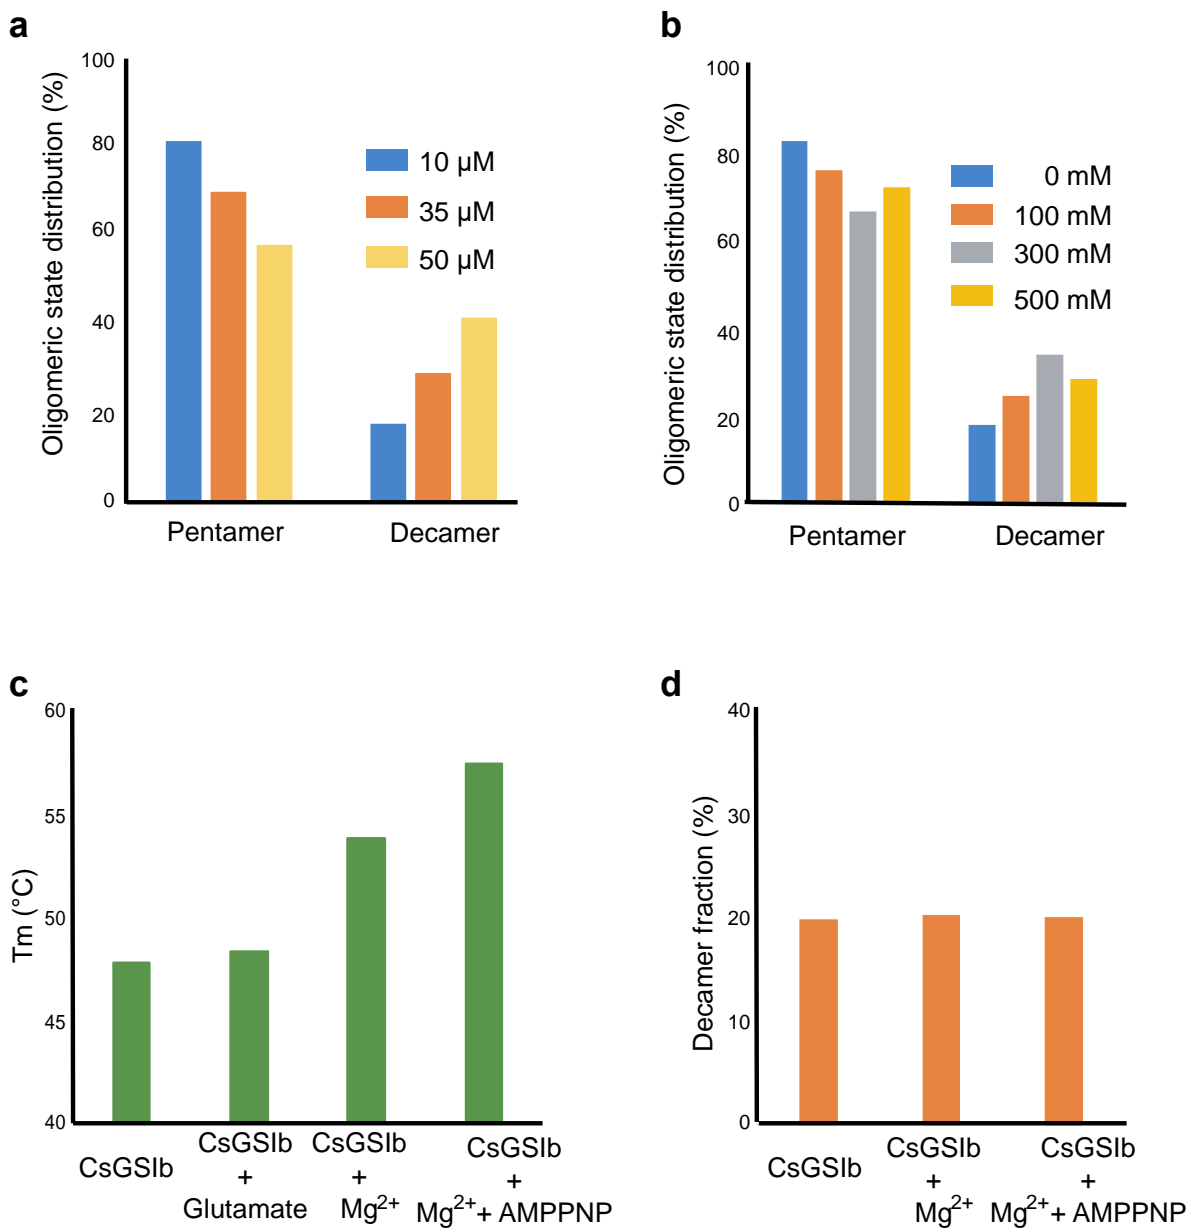 a
Oligomeric state distribution (%)
100
80
60
40
20
0
10 µM
35 µM
50 µM
Pentamer
Decamer
b
Oligomeric state distribution (%)
100
80
60
40
20
0
0 mM
100 mM
300 mM
500 mM
Pentamer
Decamer
c
Tm (°C)
60
55
50
45
40
CsGSIb
CsGSIb
+
Glutamate
CsGSIb
+
Mg²⁺
CsGSIb
+
Mg²⁺+ AMPPNP
d
Decamer fraction (%)
40
30
20
10
0
CsGSIb
CsGSIb
+
Mg²⁺
CsGSIb
+
Mg²⁺+ AMPPNP